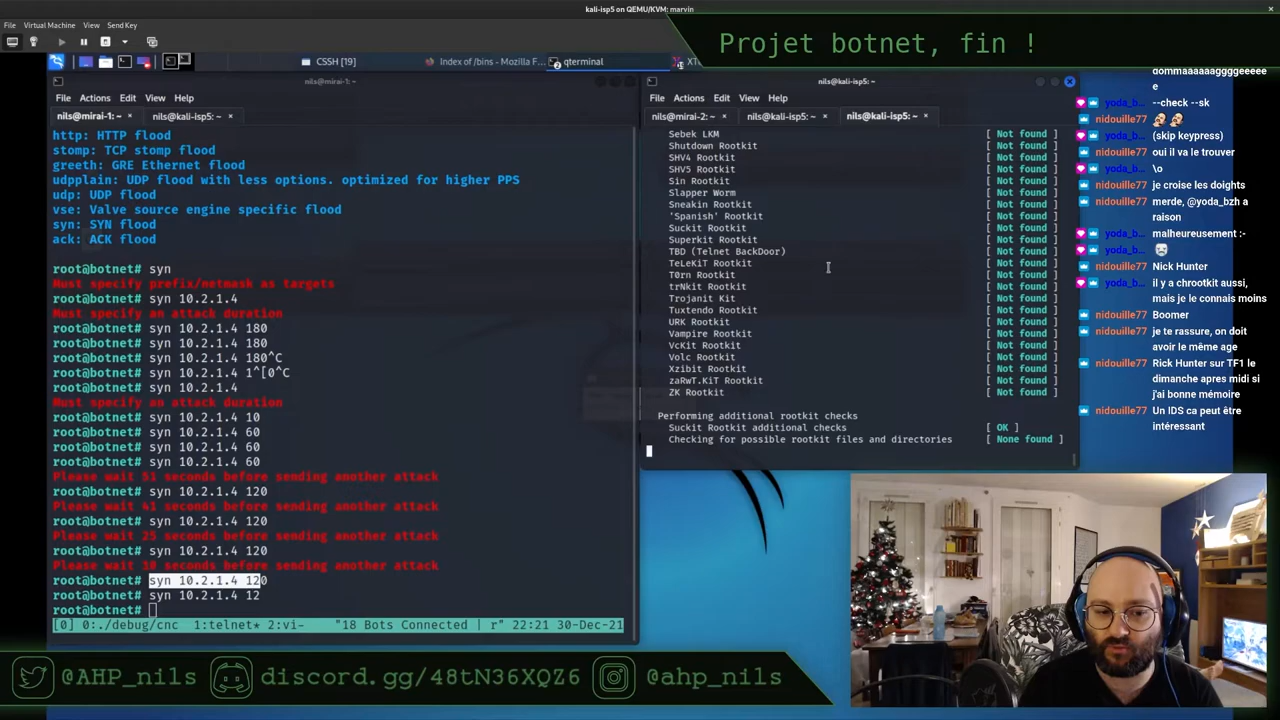 kali-isp5 on QEMU/KVM: marvin
File Virtual Machine View Send Key
Projet botnet, fin !
CSSH [19]
Index of /bins - Mozilla F...
qterminal
nils@mirai-1: ~
File Actions Edit View Help
nils@mirai-1: ~
nils@kali-isp5: ~
http: HTTP flood
stomp: TCP stomp flood
greeth: GRE Ethernet flood
udpplain: UDP flood with less options. optimized for higher PPS
udp: UDP flood
vse: Valve source engine specific flood
syn: SYN flood
ack: ACK flood
root@botnet# syn
Must specify prefix/netmask as targets
root@botnet# syn 10.2.1.4
Must specify an attack duration
root@botnet# syn 10.2.1.4 180
root@botnet# syn 10.2.1.4 180
root@botnet# syn 10.2.1.4 180^C
root@botnet# syn 10.2.1.4 1^[0^C
root@botnet# syn 10.2.1.4
Must specify an attack duration
root@botnet# syn 10.2.1.4 10
root@botnet# syn 10.2.1.4 60
root@botnet# syn 10.2.1.4 60
root@botnet# syn 10.2.1.4 60
Please wait 51 seconds before sending another attack
root@botnet# syn 10.2.1.4 120
Please wait 41 seconds before sending another attack
root@botnet# syn 10.2.1.4 120
Please wait 25 seconds before sending another attack
root@botnet# syn 10.2.1.4 120
Please wait 10 seconds before sending another attack
root@botnet# syn 10.2.1.4 120
root@botnet# syn 10.2.1.4 12
root@botnet#
[0] 0:./debug/cnc 1:telnet* 2:vi- "18 Bots Connected | r" 22:21 30-Dec-21
nils@kali-isp5: ~
File Actions Edit View Help
nils@mirai-2: ~
nils@kali-isp5: ~
nils@kali-isp5: ~
Sebek LKM [ Not found ]
Shutdown Rootkit [ Not found ]
SHV4 Rootkit [ Not found ]
SHV5 Rootkit [ Not found ]
Sin Rootkit [ Not found ]
Slapper Worm [ Not found ]
Sneakin Rootkit [ Not found ]
'Spanish' Rootkit [ Not found ]
Suckit Rootkit [ Not found ]
Superkit Rootkit [ Not found ]
TBD (Telnet BackDoor) [ Not found ]
TeLeKiT Rootkit [ Not found ]
T0rn Rootkit [ Not found ]
trNkit Rootkit [ Not found ]
Trojanit Kit [ Not found ]
Tuxtendo Rootkit [ Not found ]
URK Rootkit [ Not found ]
Vampire Rootkit [ Not found ]
VcKit Rootkit [ Not found ]
Volc Rootkit [ Not found ]
Xzibit Rootkit [ Not found ]
zaRwT.KiT Rootkit [ Not found ]
ZK Rootkit [ Not found ]
Performing additional rootkit checks
Suckit Rootkit additional checks [ OK ]
Checking for possible rootkit files and directories [ None found ]
dommaaaaaggggeeeee
e
yoda_b... --check --sk
nidouille77
yoda_b... (skip keypress)
nidouille77 oui il va le trouver
yoda_b... \o
nidouille77 je croise les doights
nidouille77 merde, @yoda_bzh a
raison
yoda_b... malheureusement :-
yoda_b...
nidouille77 Nick Hunter
yoda_b... il y a chrootkit aussi,
mais je le connais moins
nidouille77 Boomer
nidouille77 je te rassure, on doit
avoir le même age
nidouille77 Rick Hunter sur TF1 le
dimanche apres midi si
j'ai bonne mémoire
nidouille77 Un IDS ca peut être
intéressant
@AHP_nils
discord.gg/48tN36XQZ6
@ahp_nils